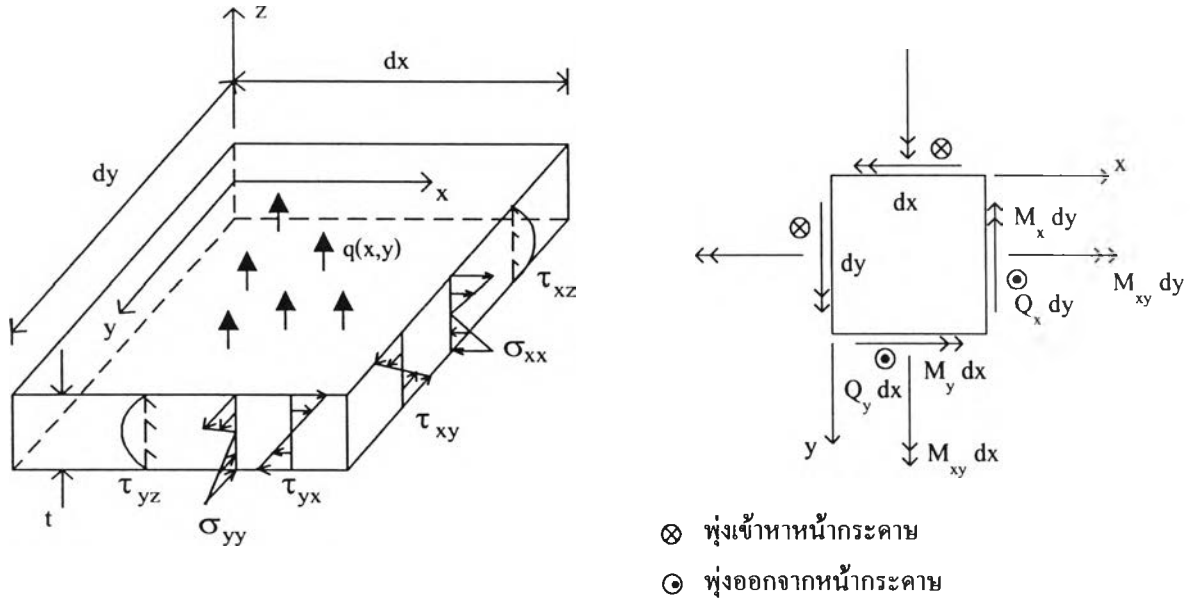 z
dx
dy
x
q(x,y)
y
τxz
σxx
τxy
τyz
τyx
σyy
t
x
dx
Mx dy
dy
Qx dy
Mxy dy
Qy dx
My dx
y
Mxy dx
⊗ พุ่งเข้าหาหน้ากระดาษ
⊙ พุ่งออกจากหน้ากระดาษ